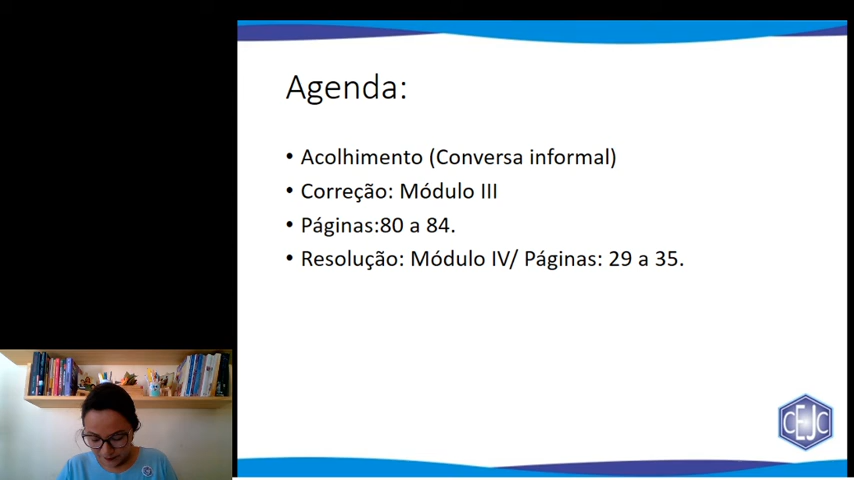 Agenda:
• Acolhimento (Conversa informal)
• Correção: Módulo III
• Páginas:80 a 84.
• Resolução: Módulo IV/ Páginas: 29 a 35.
CEJC